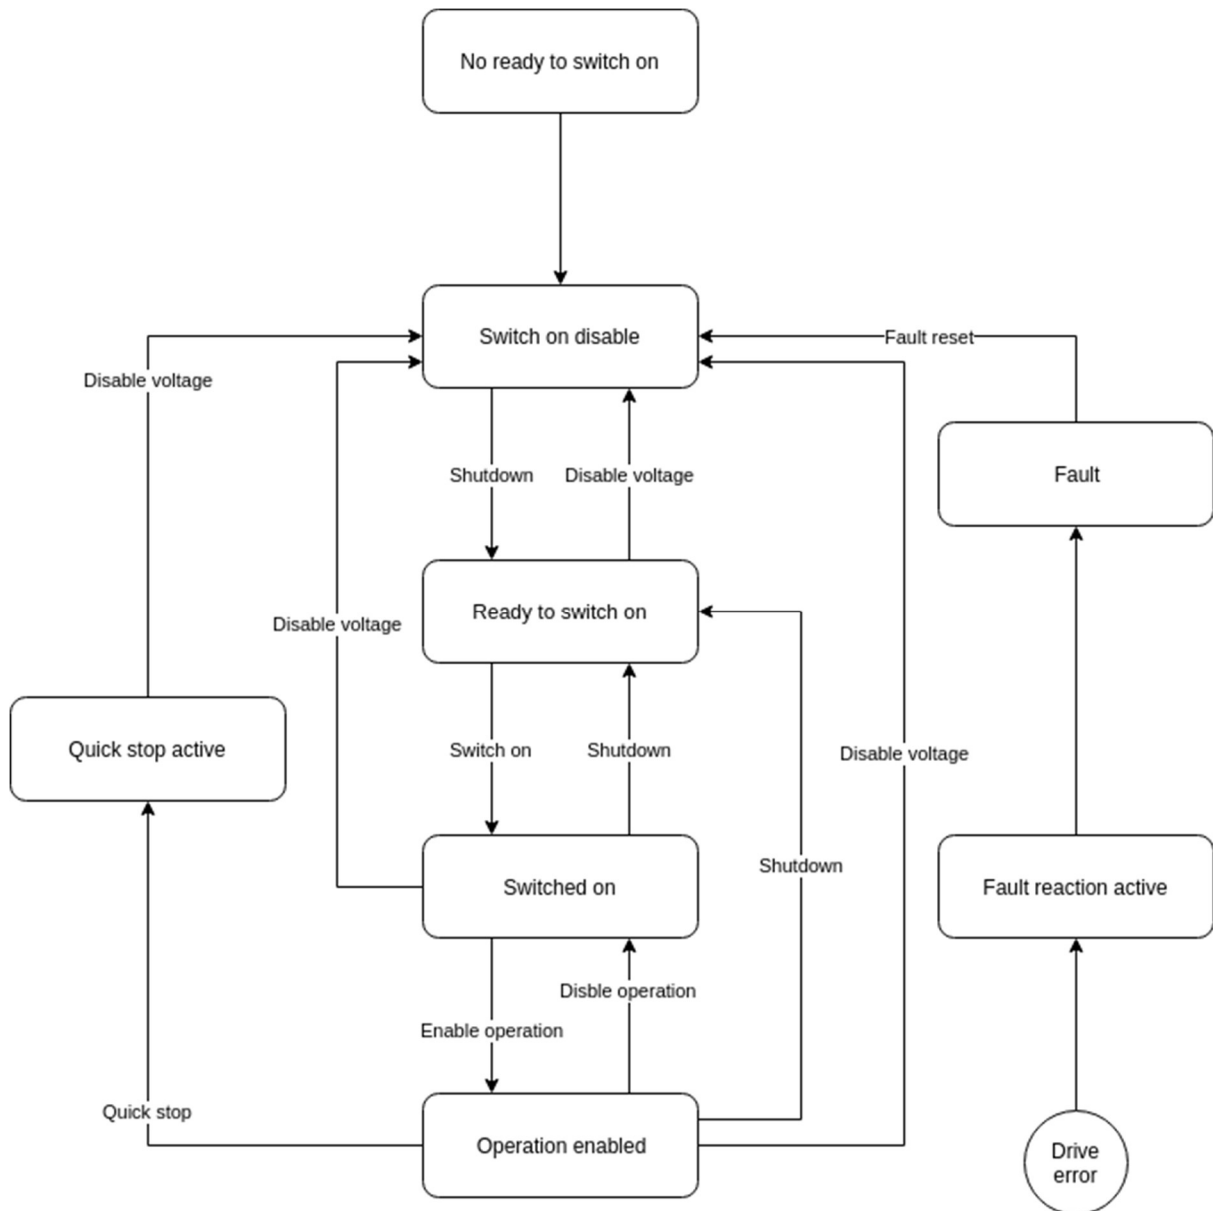 No ready to switch on
Switch on disable
Fault reset
Disable voltage
Shutdown
Disable voltage
Fault
Ready to switch on
Disable voltage
Quick stop active
Switch on
Shutdown
Disable voltage
Shutdown
Switched on
Fault reaction active
Disble operation
Enable operation
Quick stop
Operation enabled
Drive
error